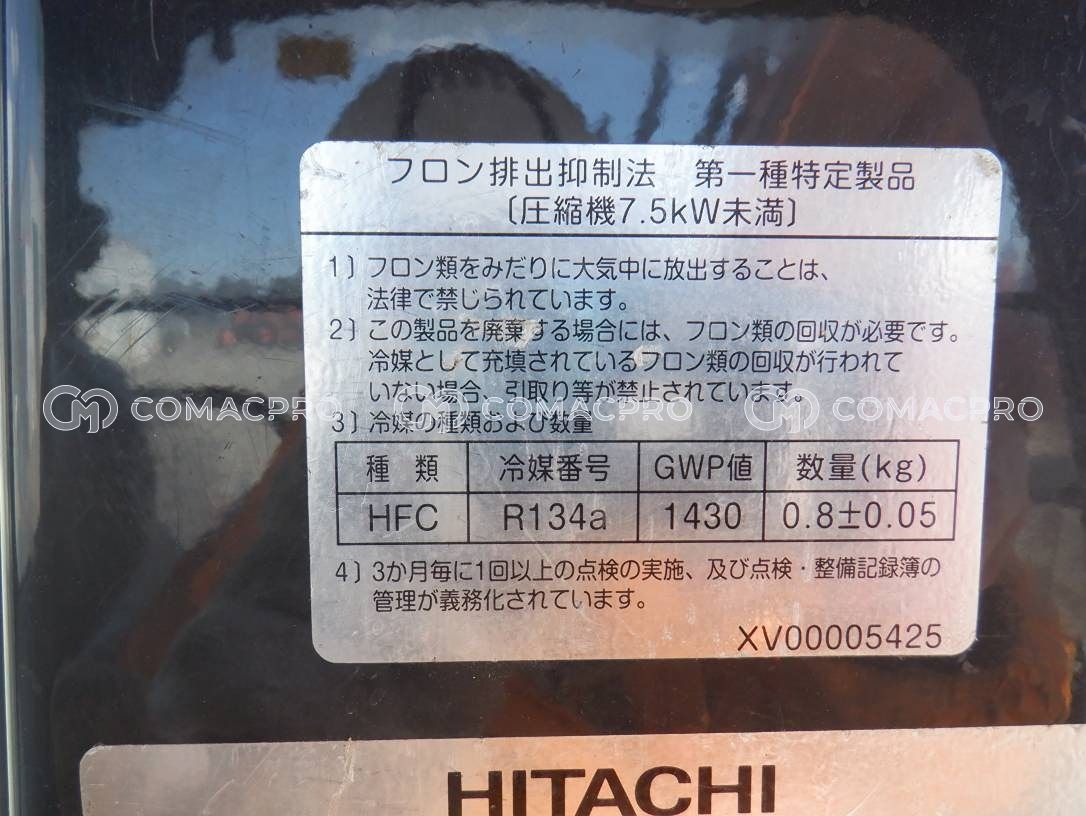 フロン排出抑制法 第一種特定製品
〔圧縮機7.5kW未満〕
1〕フロン類をみだりに大気中に放出することは、
法律で禁じられています。
2〕この製品を廃棄する場合には、フロン類の回収が必要です。
冷媒として充填されているフロン類の回収が行われて
いない場合、引取り等が禁止されています。
COMACPRO COMACPRO COMACPRO
3〕冷媒の種類および数量
種 類 冷媒番号 GWP値 数量(kg)
HFC R134a 1430 0.8±0.05
4〕3か月毎に1回以上の点検の実施、及び点検・整備記録簿の
管理が義務化されています。
XV00005425
HITACHI